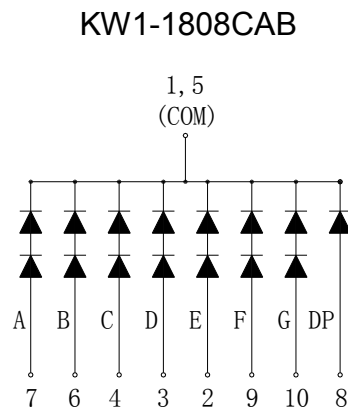 KW1-1808CAB
1,5
(COM)
A B C D E F G DP
7 6 4 3 2 9 10 8